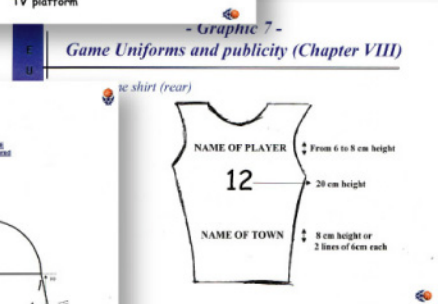 TV platform
- Graphic 7 -
Game Uniforms and publicity (Chapter VIII)
E
U
shirt (rear)
NAME OF PLAYER
From 6 to 8 cm height
12
20 cm height
NAME OF TOWN
8 cm height or
2 lines of 6cm each